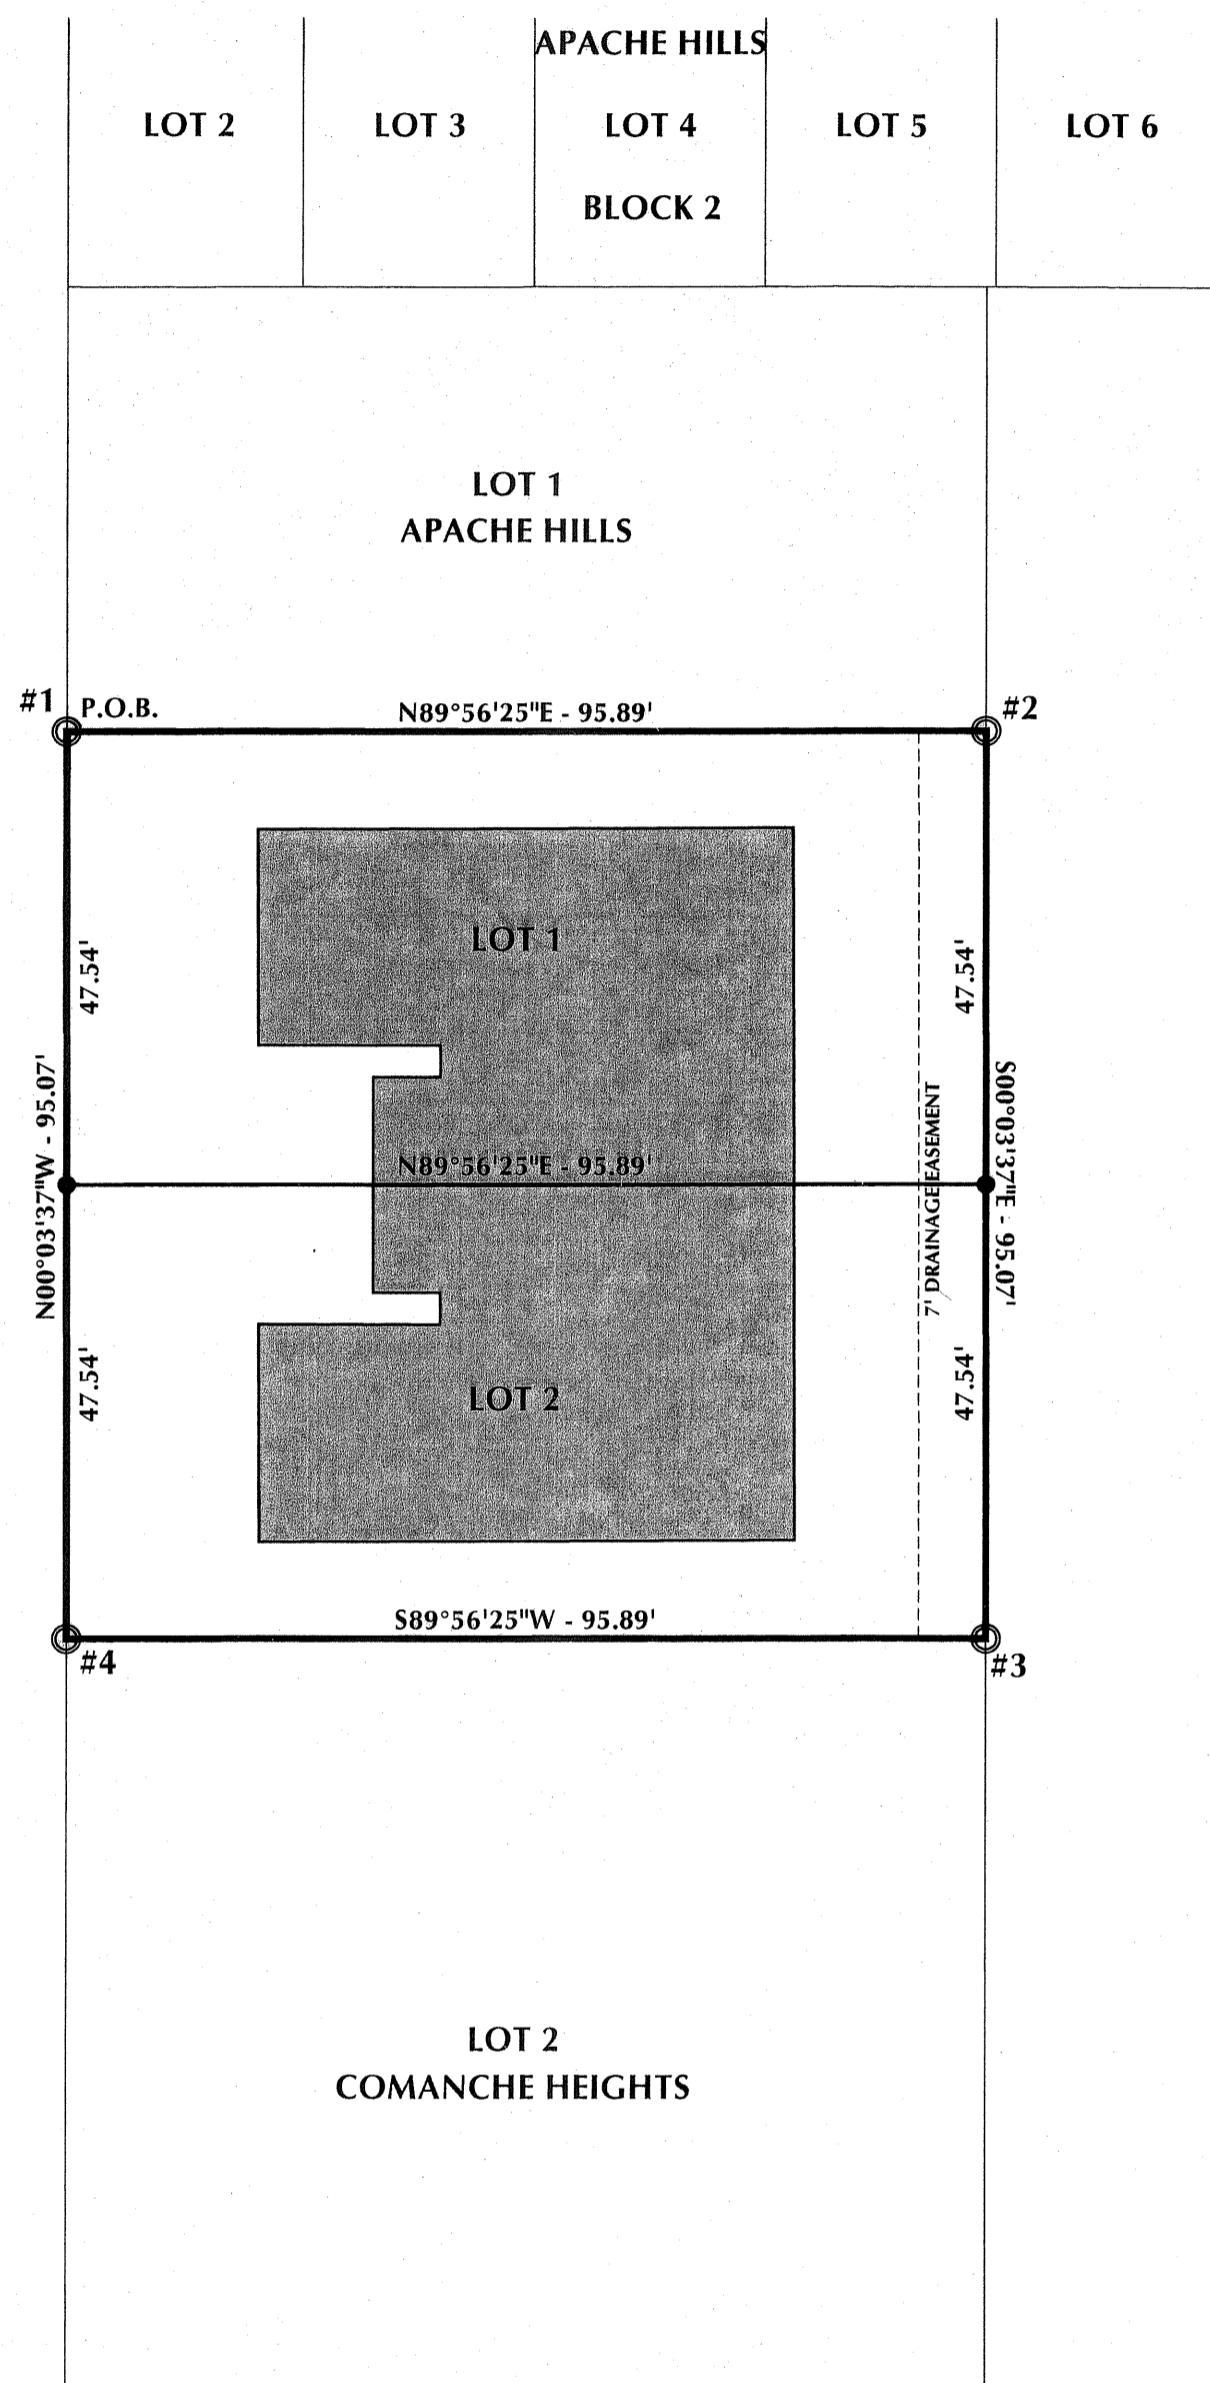 APACHE HILLS
LOT 2
LOT 3
LOT 4
LOT 5
LOT 6
BLOCK 2
LOT 1
APACHE HILLS
#1
P.O.B.
N89°56'25"E - 95.89'
#2
LOT 1
47.54'
47.54'
N00°03'37"W - 95.07'
S00°03'37"E - 95.07'
N89°56'25"E - 95.89'
7' DRAINAGE EASEMENT
47.54'
47.54'
LOT 2
S89°56'25"W - 95.89'
#4
#3
LOT 2
COMANCHE HEIGHTS